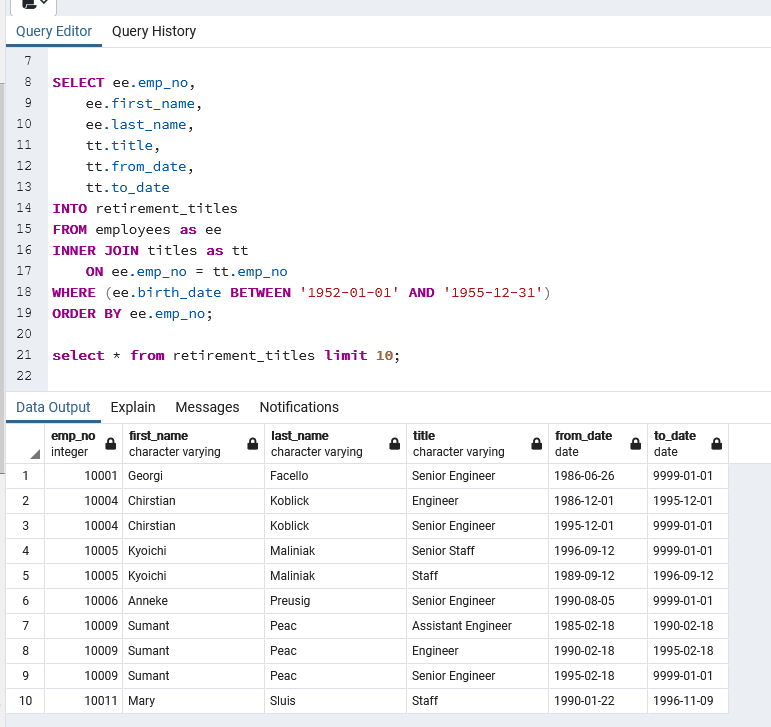 Query Editor Query History
7
8 SELECT ee.emp_no,
9 ee.first_name,
10 ee.last_name,
11 tt.title,
12 tt.from_date,
13 tt.to_date
14 INTO retirement_titles
15 FROM employees as ee
16 INNER JOIN titles as tt
17 ON ee.emp_no = tt.emp_no
18 WHERE (ee.birth_date BETWEEN '1952-01-01' AND '1955-12-31')
19 ORDER BY ee.emp_no;
20
21 select * from retirement_titles limit 10;
22
Data Output Explain Messages Notifications
emp_no first_name last_name title from_date to_date
integer character varying character varying character varying date date
1 10001 Georgi Facello Senior Engineer 1986-06-26 9999-01-01
2 10004 Chirstian Koblick Engineer 1986-12-01 1995-12-01
3 10004 Chirstian Koblick Senior Engineer 1995-12-01 9999-01-01
4 10005 Kyoichi Maliniak Senior Staff 1996-09-12 9999-01-01
5 10005 Kyoichi Maliniak Staff 1989-09-12 1996-09-12
6 10006 Anneke Preusig Senior Engineer 1990-08-05 9999-01-01
7 10009 Sumant Peac Assistant Engineer 1985-02-18 1990-02-18
8 10009 Sumant Peac Engineer 1990-02-18 1995-02-18
9 10009 Sumant Peac Senior Engineer 1995-02-18 9999-01-01
10 10011 Mary Sluis Staff 1990-01-22 1996-11-09